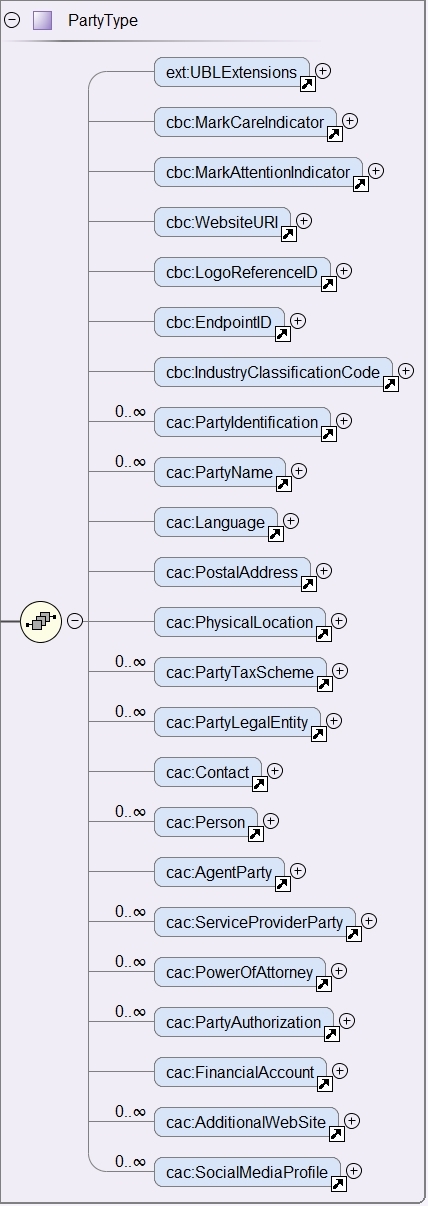 PartyType
ext:UBLExtensions
cbc:MarkCareIndicator
cbc:MarkAttentionIndicator
cbc:WebsiteURI
cbc:LogoReferenceID
cbc:EndpointID
cbc:IndustryClassificationCode
0..∞
cac:PartyIdentification
0..∞
cac:PartyName
cac:Language
cac:PostalAddress
cac:PhysicalLocation
0..∞
cac:PartyTaxScheme
0..∞
cac:PartyLegalEntity
cac:Contact
0..∞
cac:Person
cac:AgentParty
0..∞
cac:ServiceProviderParty
0..∞
cac:PowerOfAttorney
0..∞
cac:PartyAuthorization
cac:FinancialAccount
0..∞
cac:AdditionalWebSite
0..∞
cac:SocialMediaProfile